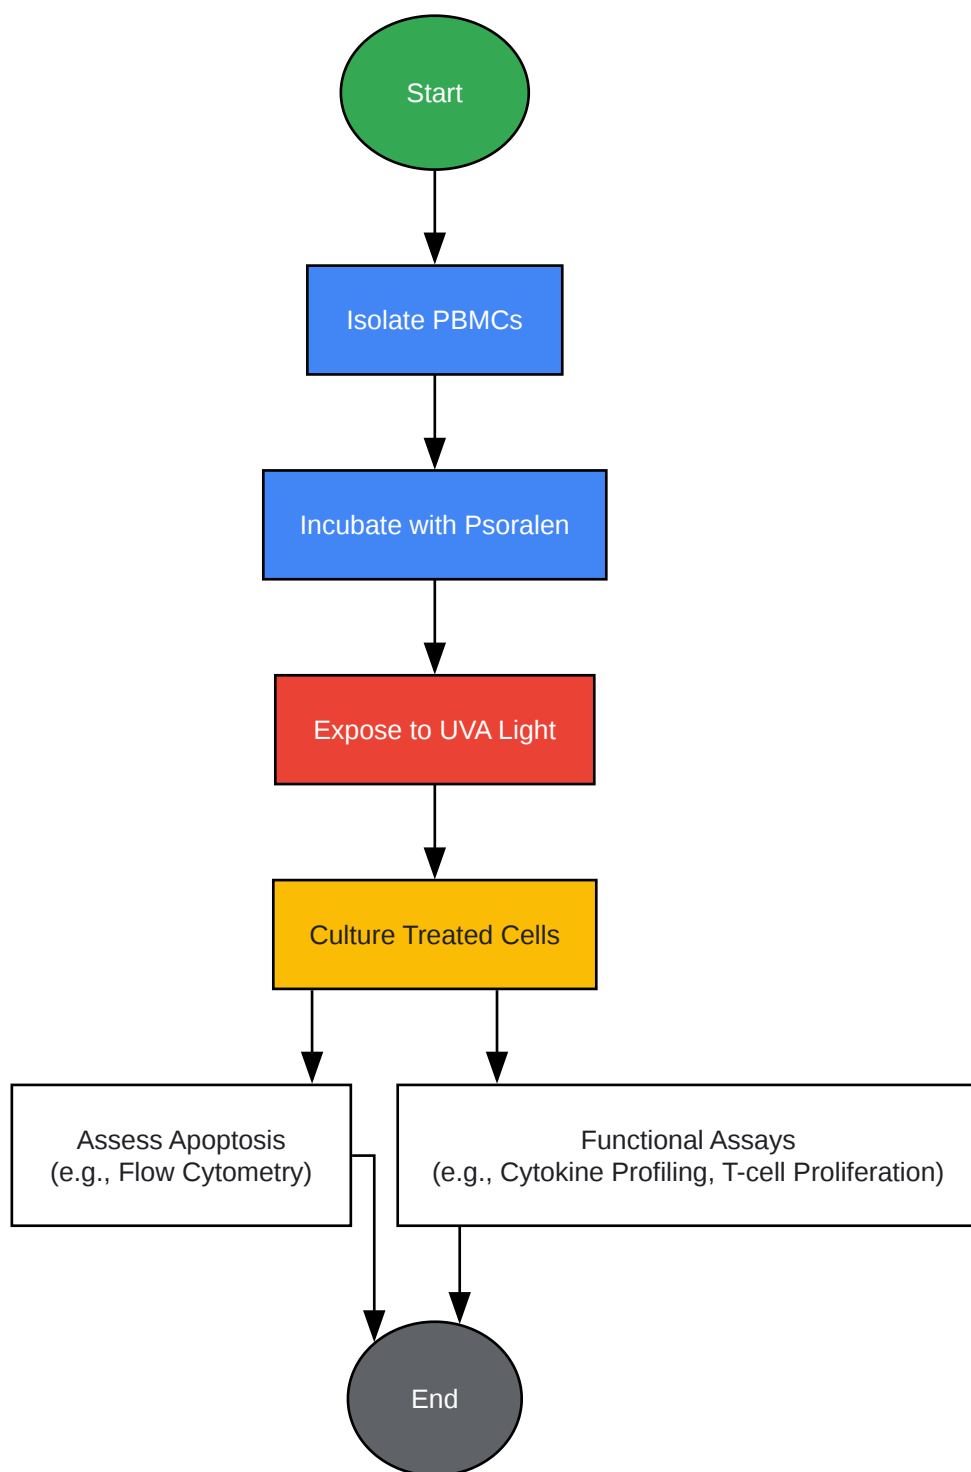 Start
Isolate PBMCs
Incubate with Psoralen
Expose to UVA Light
Culture Treated Cells
Assess Apoptosis
(e.g., Flow Cytometry)
Functional Assays
(e.g., Cytokine Profiling, T-cell Proliferation)
End